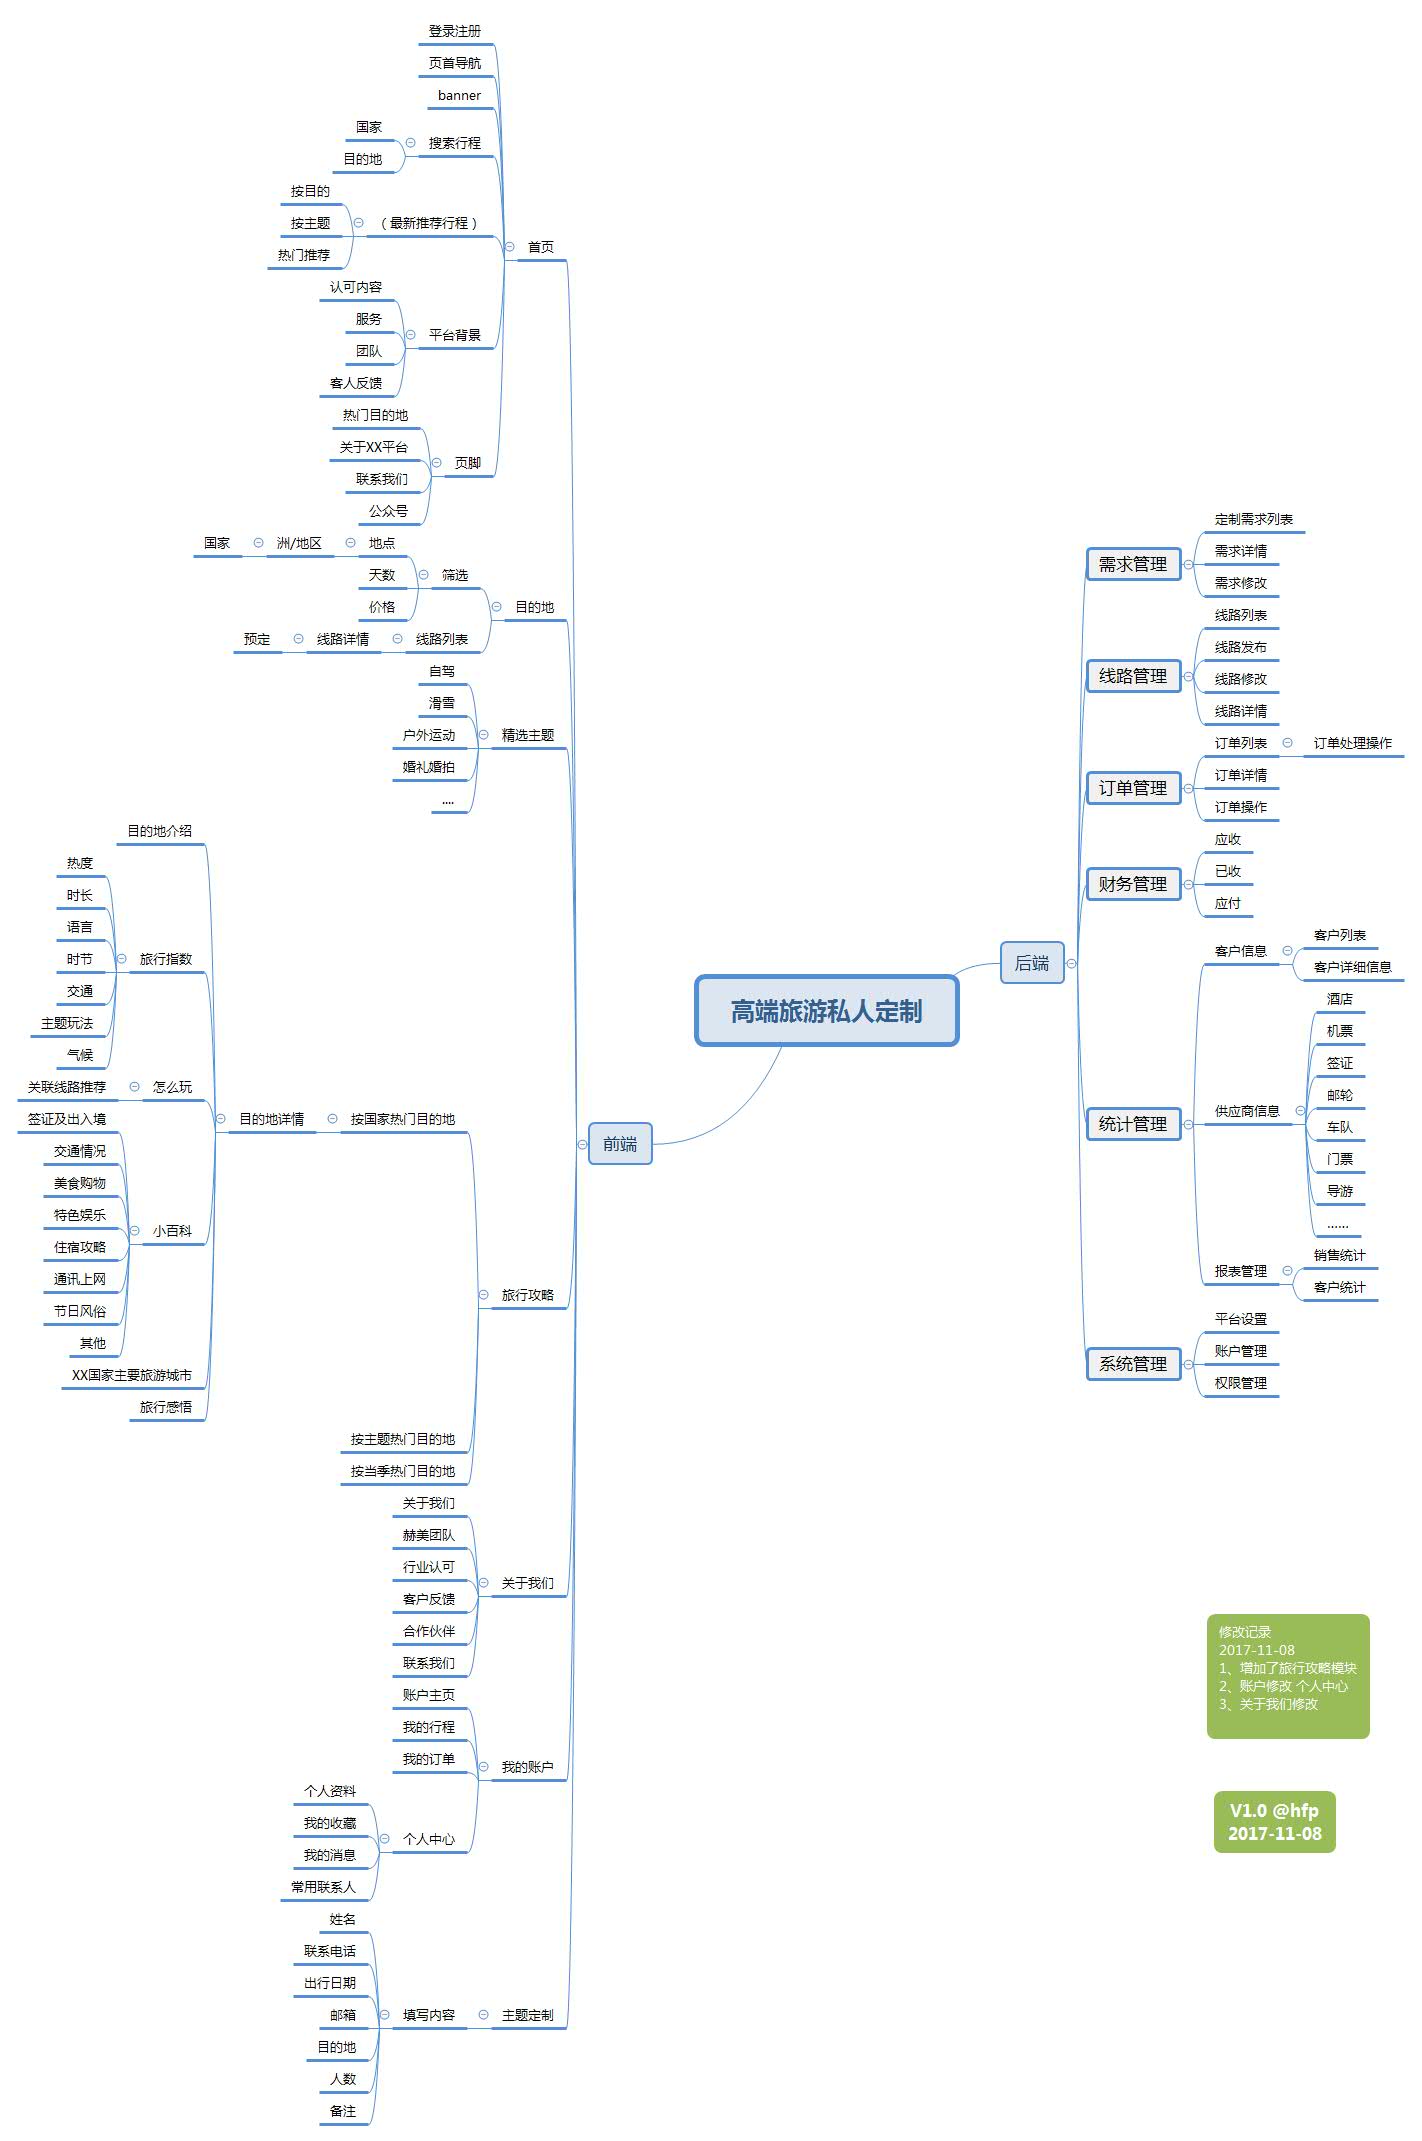 高端旅游私人定制
前端
首页
登录注册
页首导航
banner
搜素行程
国家
目的地
（最新推荐行程）
按目的
按主题
热门推荐
平台背景
认可内容
服务
团队
客人反馈
页脚
热门目的地
关于XX平台
联系我们
公众号
目的地
筛选
地点
洲/地区
国家
天数
价格
线路列表
线路详情
预定
精选主题
自驾
滑雪
户外运动
婚礼婚拍
....
旅行攻略
按国家热门目的地
目的地详情
目的地介绍
旅行指数
热度
时长
语言
时节
交通
主题玩法
气候
怎么玩
关联线路推荐
小百科
签证及出入境
交通情况
美食购物
特色娱乐
住宿攻略
通讯上网
节日风俗
其他
XX国家主要旅游城市
旅行感悟
按主题热门目的地
按当季热门目的地
关于我们
关于我们
赫美团队
行业认可
客户反馈
合作伙伴
联系我们
我的账户
账户主页
我的行程
我的订单
个人中心
个人资料
我的收藏
我的消息
常用联系人
主题定制
填写内容
姓名
联系电话
出行日期
邮箱
目的地
人数
备注
后端
需求管理
定制需求列表
需求详情
需求修改
线路管理
线路列表
线路发布
线路修改
线路详情
订单管理
订单列表
订单处理操作
订单详情
订单操作
财务管理
应收
已收
应付
统计管理
客户信息
客户列表
客户详细信息
供应商信息
酒店
机票
签证
邮轮
车队
门票
导游
......
报表管理
销售统计
客户统计
系统管理
平台设置
账户管理
权限管理
修改记录
2017-11-08
1、增加了旅行攻略模块
2、账户修改 个人中心
3、关于我们修改
V1.0 @hfp
2017-11-08